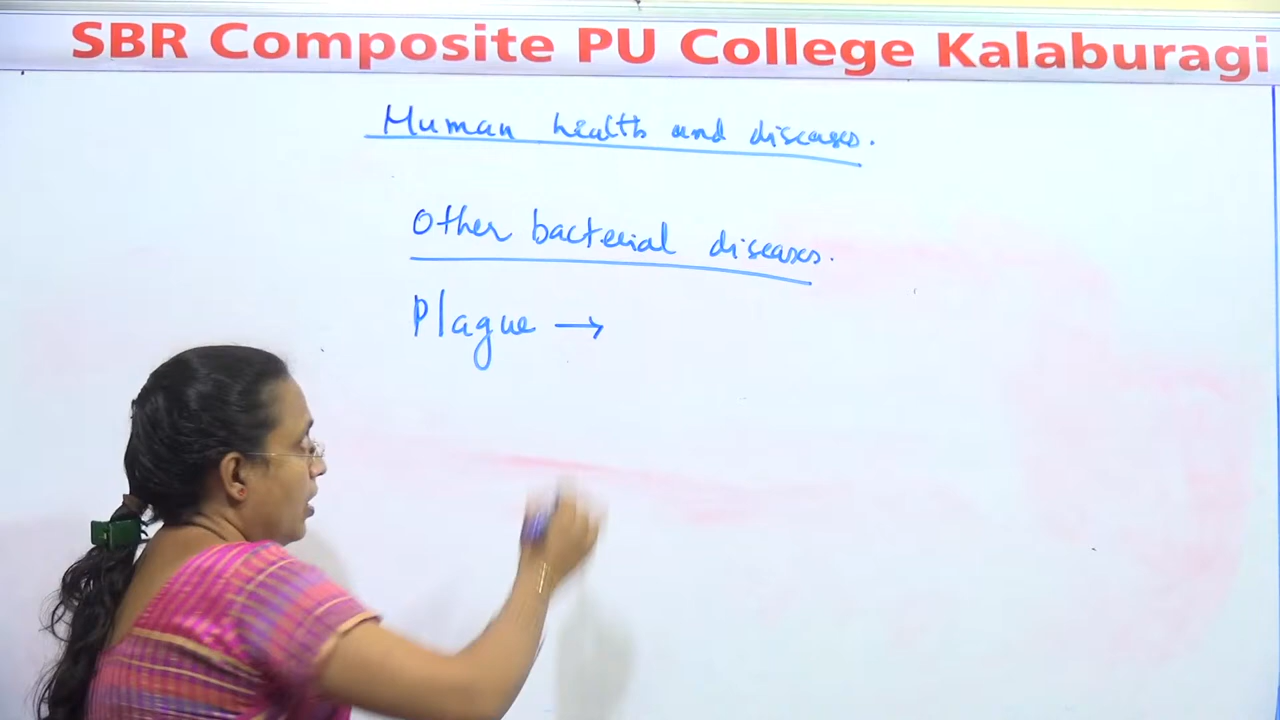 SBR Composite PU College Kalaburagi
Human health and diseases.
Other bacterial diseases.
Plague →